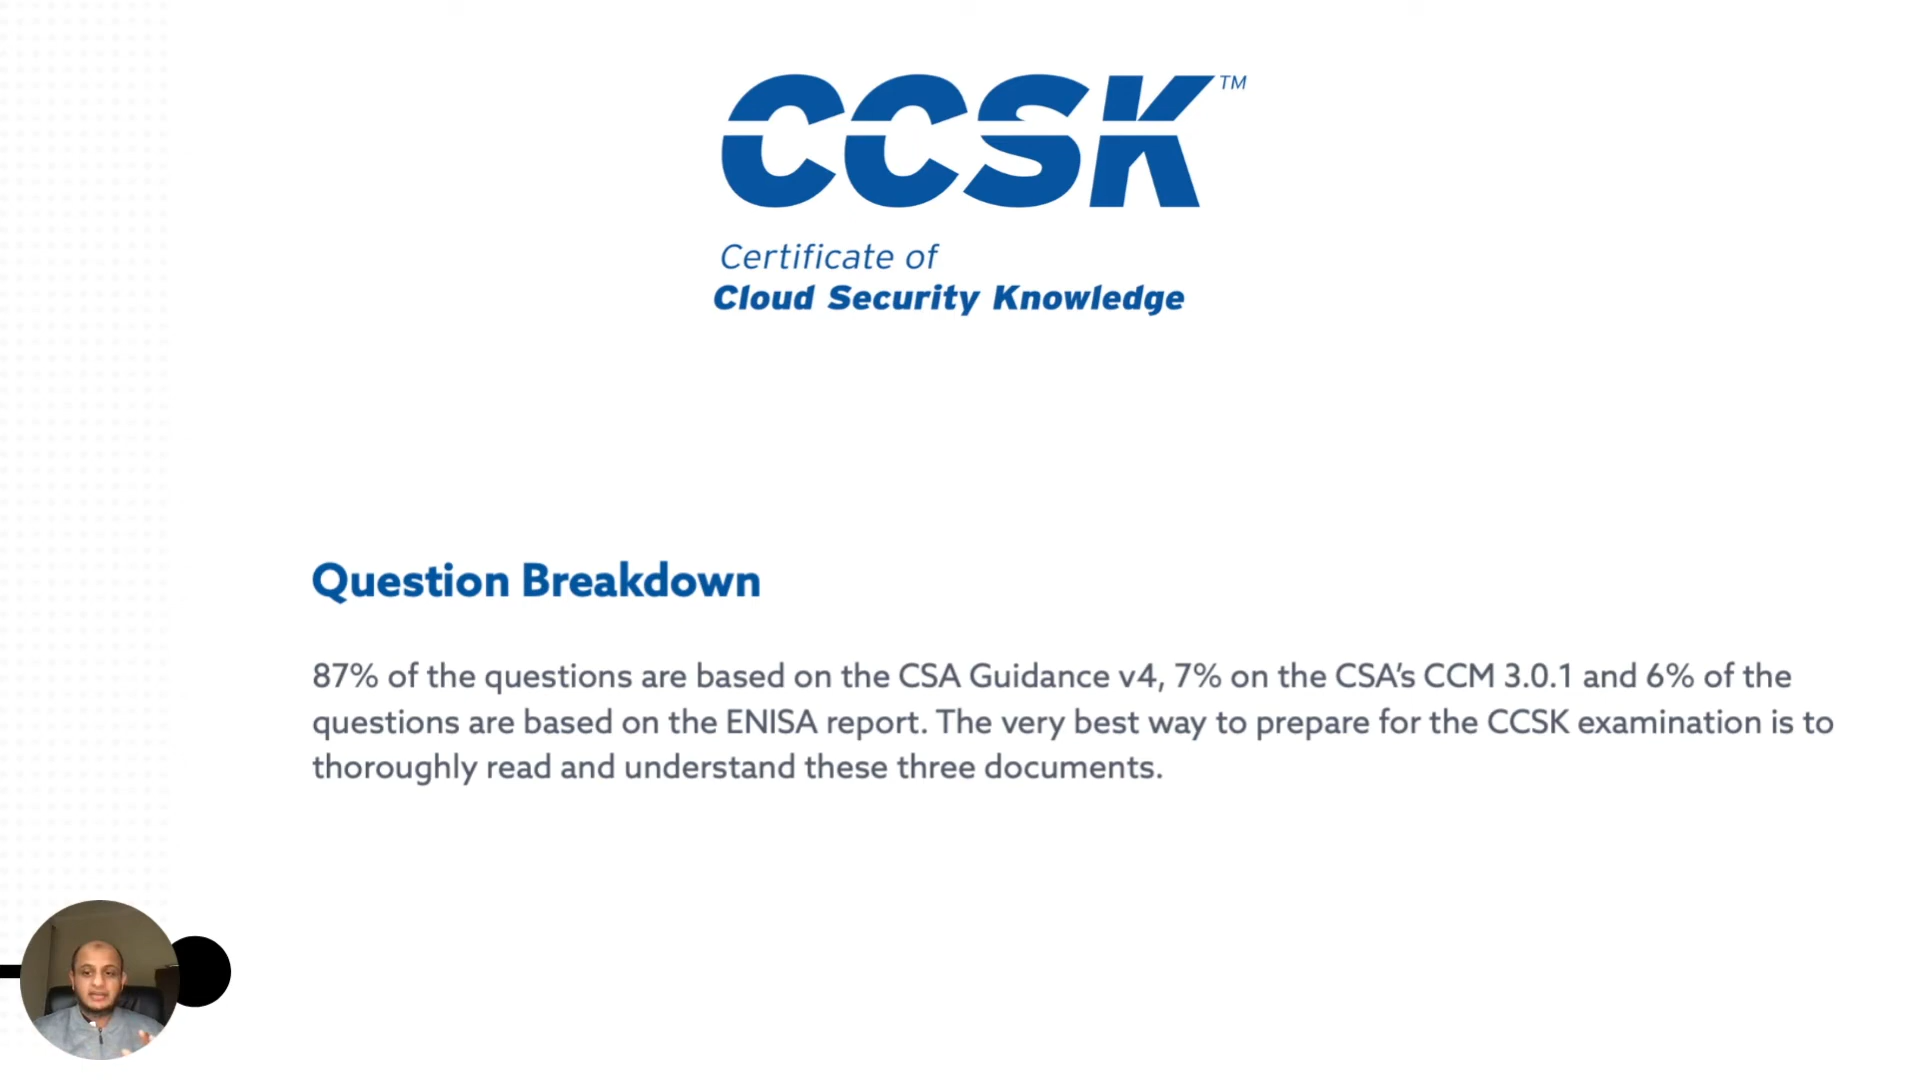 CCSK™
Certificate of
Cloud Security Knowledge
Question Breakdown
87% of the questions are based on the CSA Guidance v4, 7% on the CSA’s CCM 3.0.1 and 6% of the
questions are based on the ENISA report. The very best way to prepare for the CCSK examination is to
thoroughly read and understand these three documents.